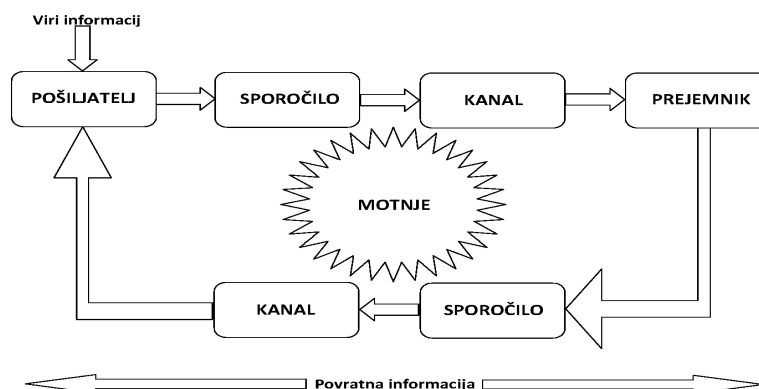 Viri informacij
POŠILJATELJ
SPOROČILO
KANAL
PREJEMNIK
MOTNJE
KANAL
SPOROČILO
Povratna informacija